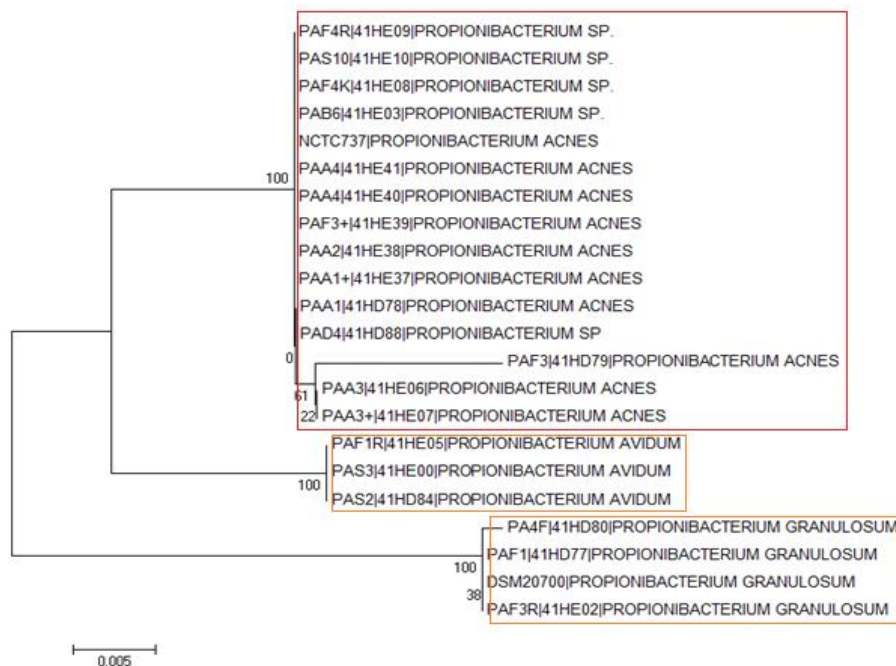 PAF4R|41HE09|PROPIONIBACTERIUM SP.
PAS10|41HE10|PROPIONIBACTERIUM SP.
PAF4K|41HE08|PROPIONIBACTERIUM SP.
PAB6|41HE03|PROPIONIBACTERIUM SP.
NCTC737|PROPIONIBACTERIUM ACNES
100
PAA4|41HE41|PROPIONIBACTERIUM ACNES
PAA4|41HE40|PROPIONIBACTERIUM ACNES
PAF3+|41HE39|PROPIONIBACTERIUM ACNES
PAA2|41HE38|PROPIONIBACTERIUM ACNES
PAA1+|41HE37|PROPIONIBACTERIUM ACNES
PAA1|41HD78|PROPIONIBACTERIUM ACNES
PAD4|41HD88|PROPIONIBACTERIUM SP
0
PAF3|41HD79|PROPIONIBACTERIUM ACNES
PAA3|41HE06|PROPIONIBACTERIUM ACNES
61
22
PAA3+|41HE07|PROPIONIBACTERIUM ACNES
PAF1R|41HE05|PROPIONIBACTERIUM AVIDUM
PAS3|41HE00|PROPIONIBACTERIUM AVIDUM
100
PAS2|41HD84|PROPIONIBACTERIUM AVIDUM
PA4F|41HD80|PROPIONIBACTERIUM GRANULOSUM
PAF1|41HD77|PROPIONIBACTERIUM GRANULOSUM
100
DSM20700|PROPIONIBACTERIUM GRANULOSUM
38
PAF3R|41HE02|PROPIONIBACTERIUM GRANULOSUM
0.005